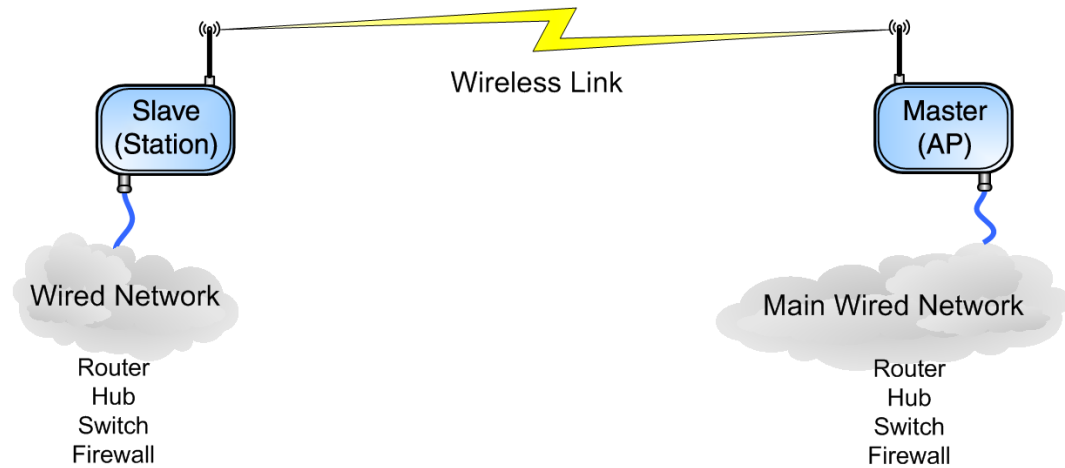 Wireless Link
Slave
(Station)
Master
(AP)
Wired Network
Router
Hub
Switch
Firewall
Main Wired Network
Router
Hub
Switch
Firewall